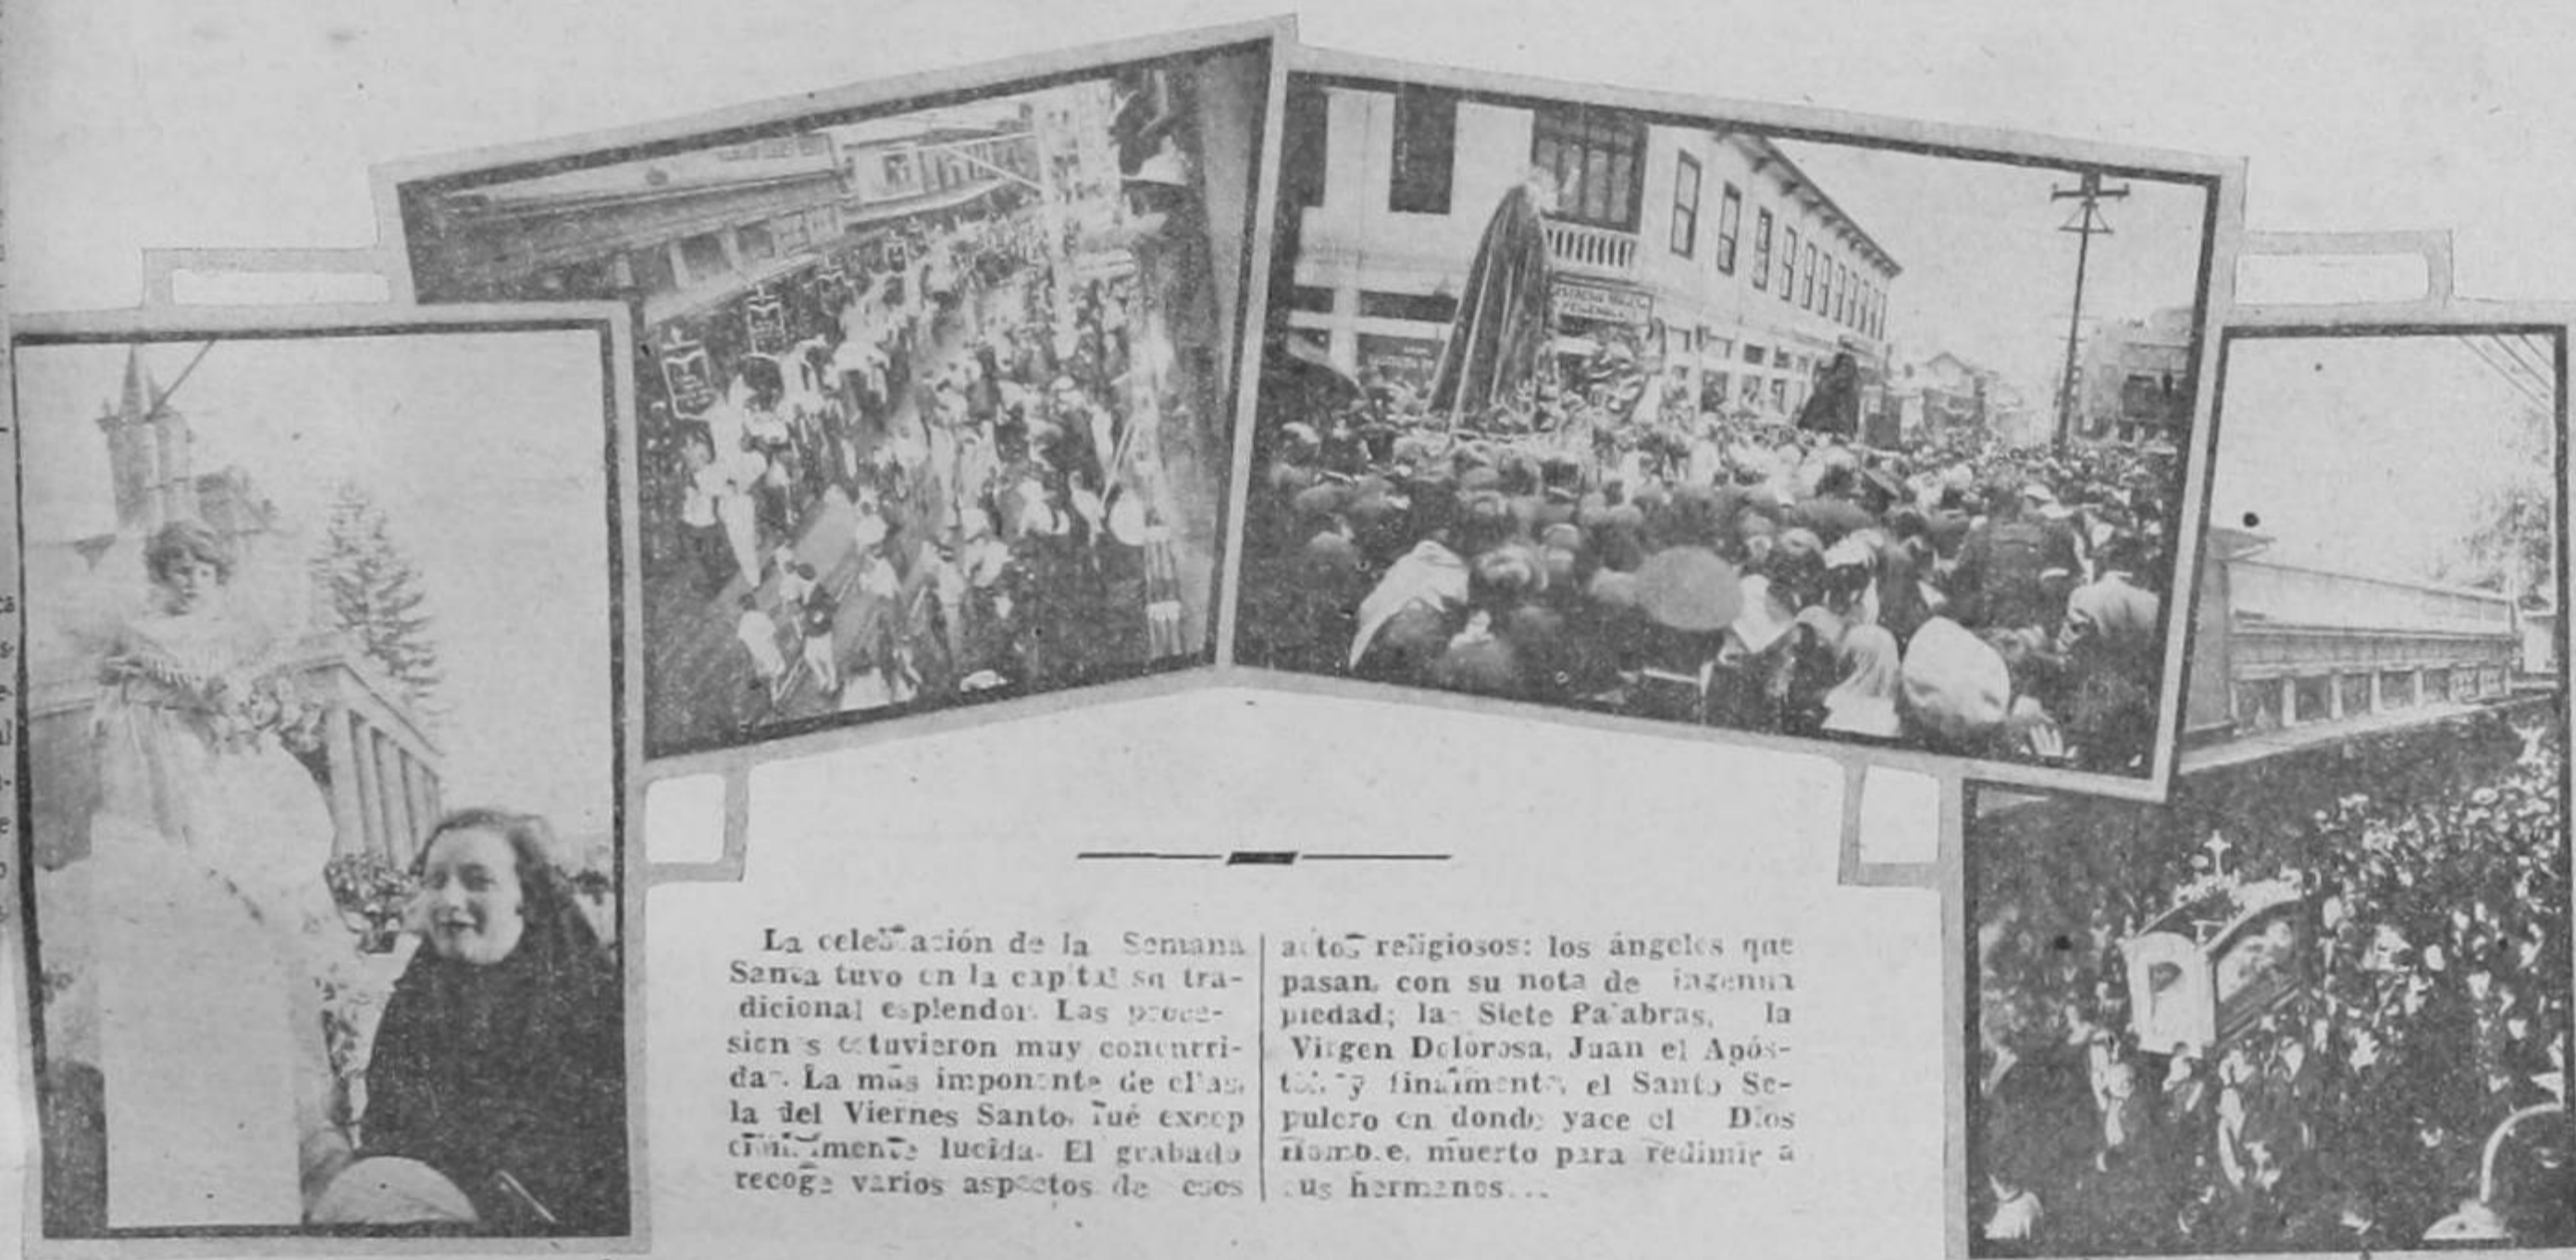 La celebración de la Semana
Santa tuvo en la capital su tra-
dicional esplendor. Las proce-
siones estuvieron muy concurri-
das. La más imponente de ellas,
la del Viernes Santo, fué excep
cionalmente lucida. El grabado
recoge varios aspectos de esos
actos religiosos: los ángeles que
pasan, con su nota de ingenua
piedad; la Siete Palabras, la
Virgen Dolorosa, Juan el Após-
tol y finalmente, el Santo Se-
pulcro en donde yace el Dios
Hombre, muerto para redimir a
sus hermanos...